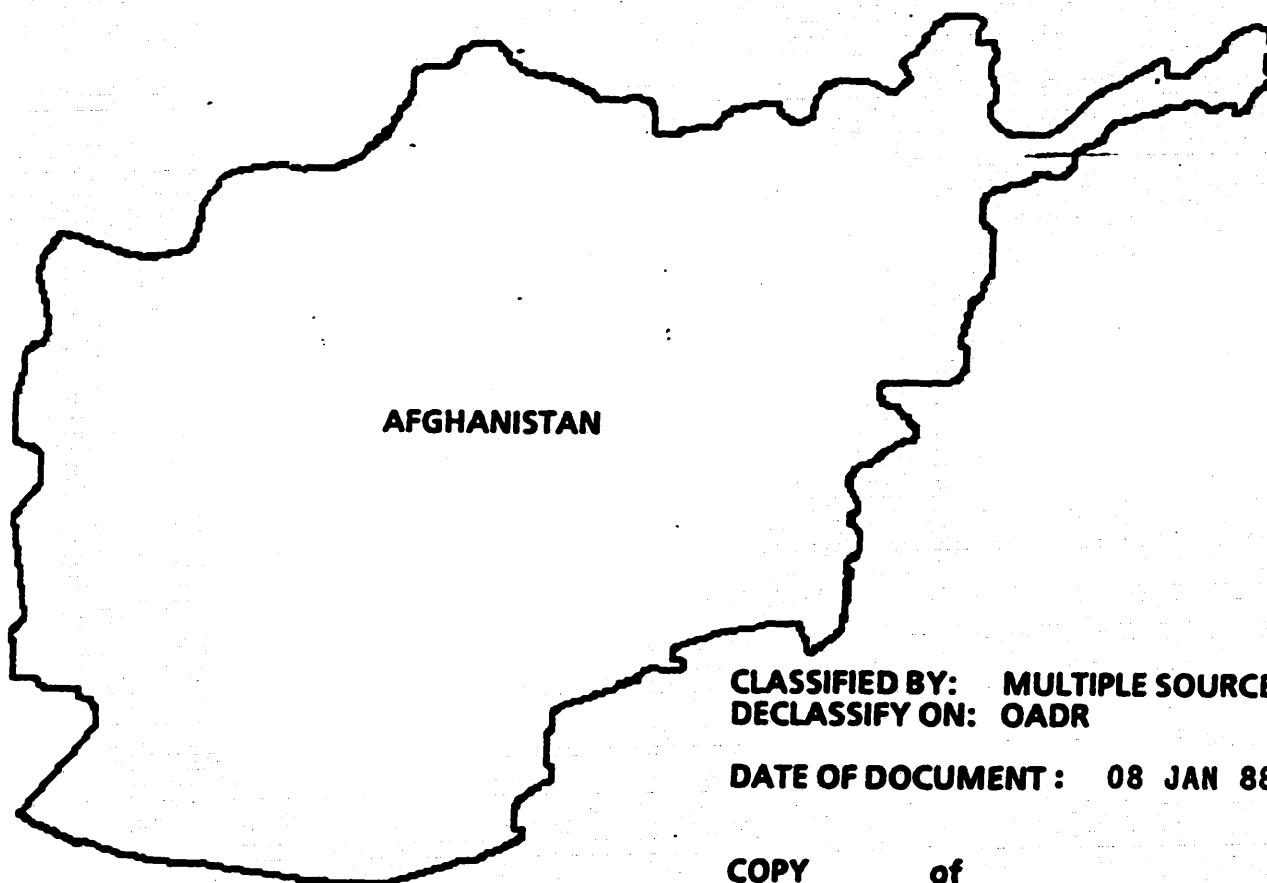 AFGHANISTAN
CLASSIFIED BY: MULTIPLE SOURCE
DECLASSIFY ON: OADR
DATE OF DOCUMENT: 08 JAN 88
COPY of